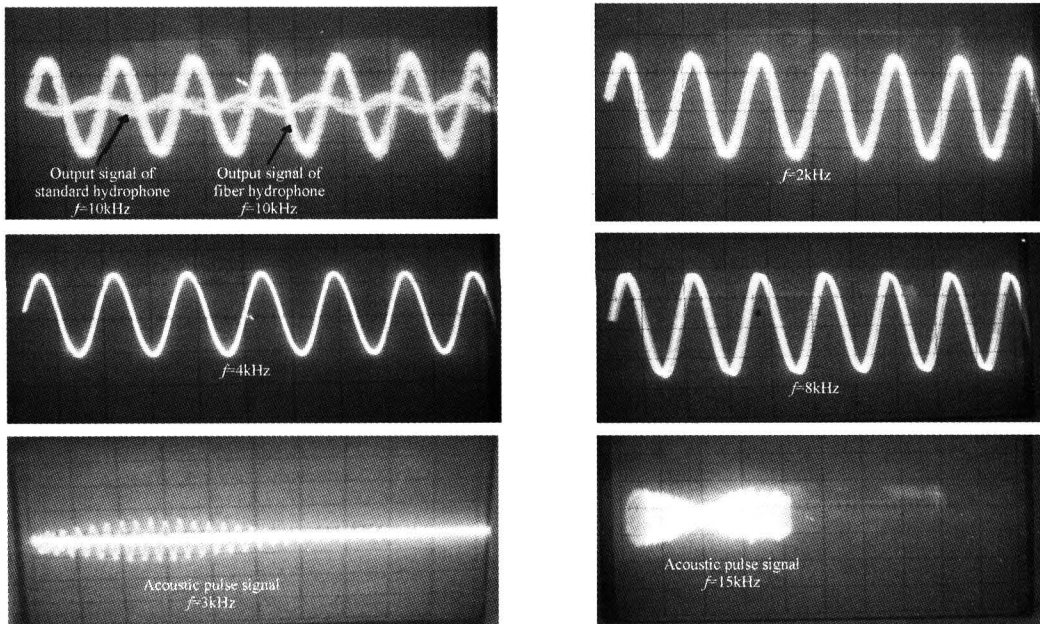 Output signal of
standard hydrophone
f=10kHz
Output signal of
fiber hydrophone
f=10kHz
f=2kHz
f=4kHz
f=8kHz
Acoustic pulse signal
f=3kHz
Acoustic pulse signal
f=15kHz